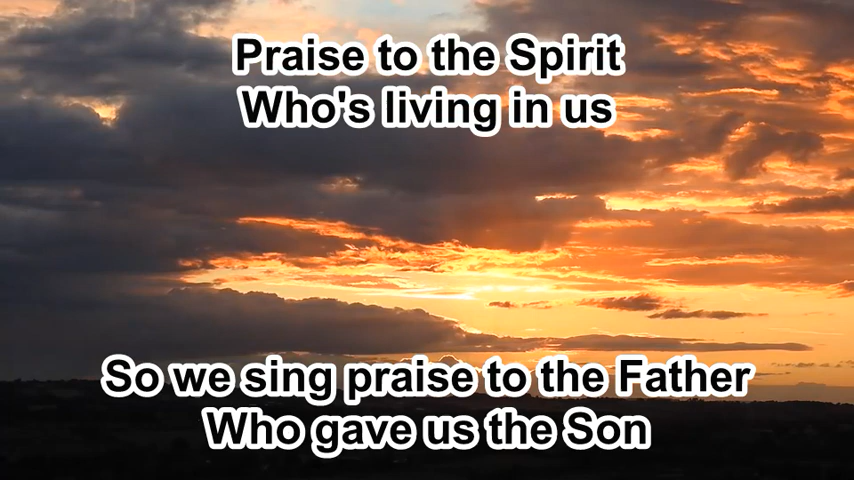 Praise to the Spirit
Who's living in us
So we sing praise to the Father
Who gave us the Son